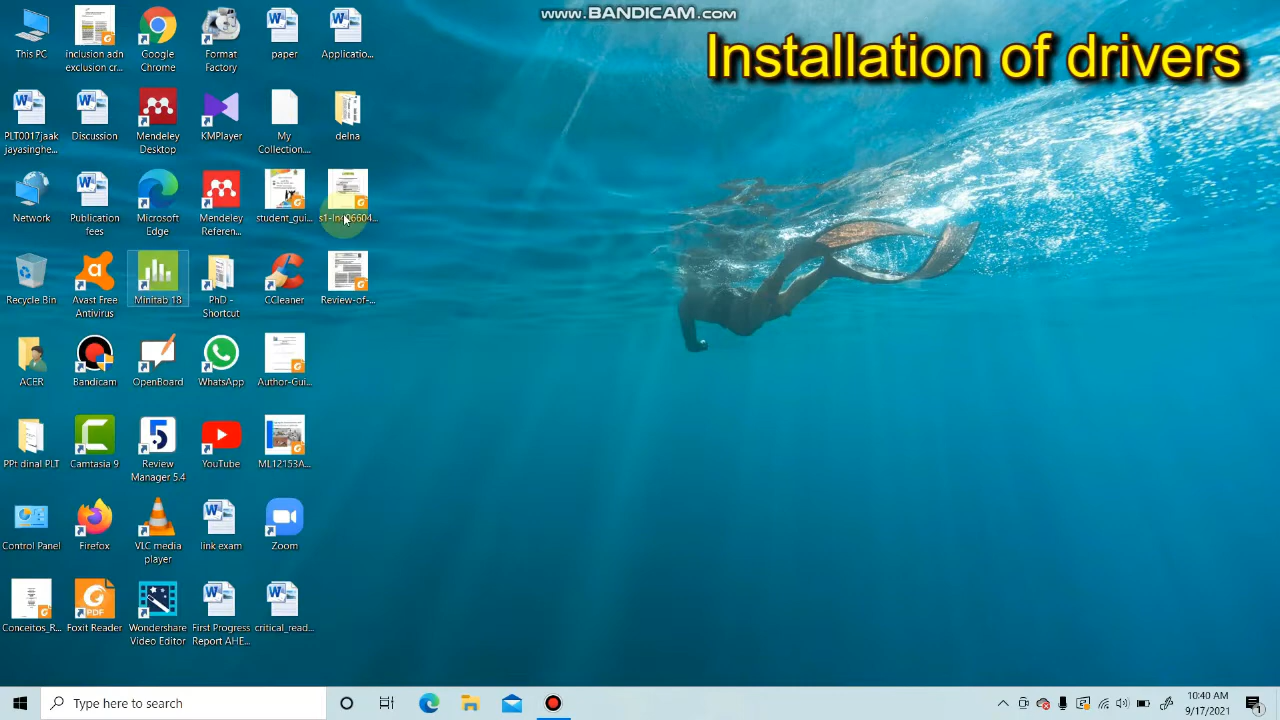 www.BANDICAM.com
Installation of drivers
This PC
inclusion adn
exclusion cr...
Google
Chrome
Format
Factory
paper
Applicatio...
PLT0017jaak
jayasinghe...
Discussion
Mendeley
Desktop
KMPlayer
My
Collection....
delna
Network
Publication
fees
Microsoft
Edge
Mendeley
Referen...
student_gui...
Recycle Bin
Avast Free
Antivirus
Minitab 18
PhD -
Shortcut
CCleaner
Review-of-...
ACER
Bandicam
OpenBoard
WhatsApp
Author-Gui...
PPt dinal PLT
Camtasia 9
Review
Manager 5.4
YouTube
ML12153A...
Control Panel
Firefox
VLC media
player
link exam
Zoom
Conceitos_R...
Foxit Reader
Wondershare
Video Editor
First Progress
Report AHE...
critical_read...
Type here to search
10:40 AM
9/17/2021